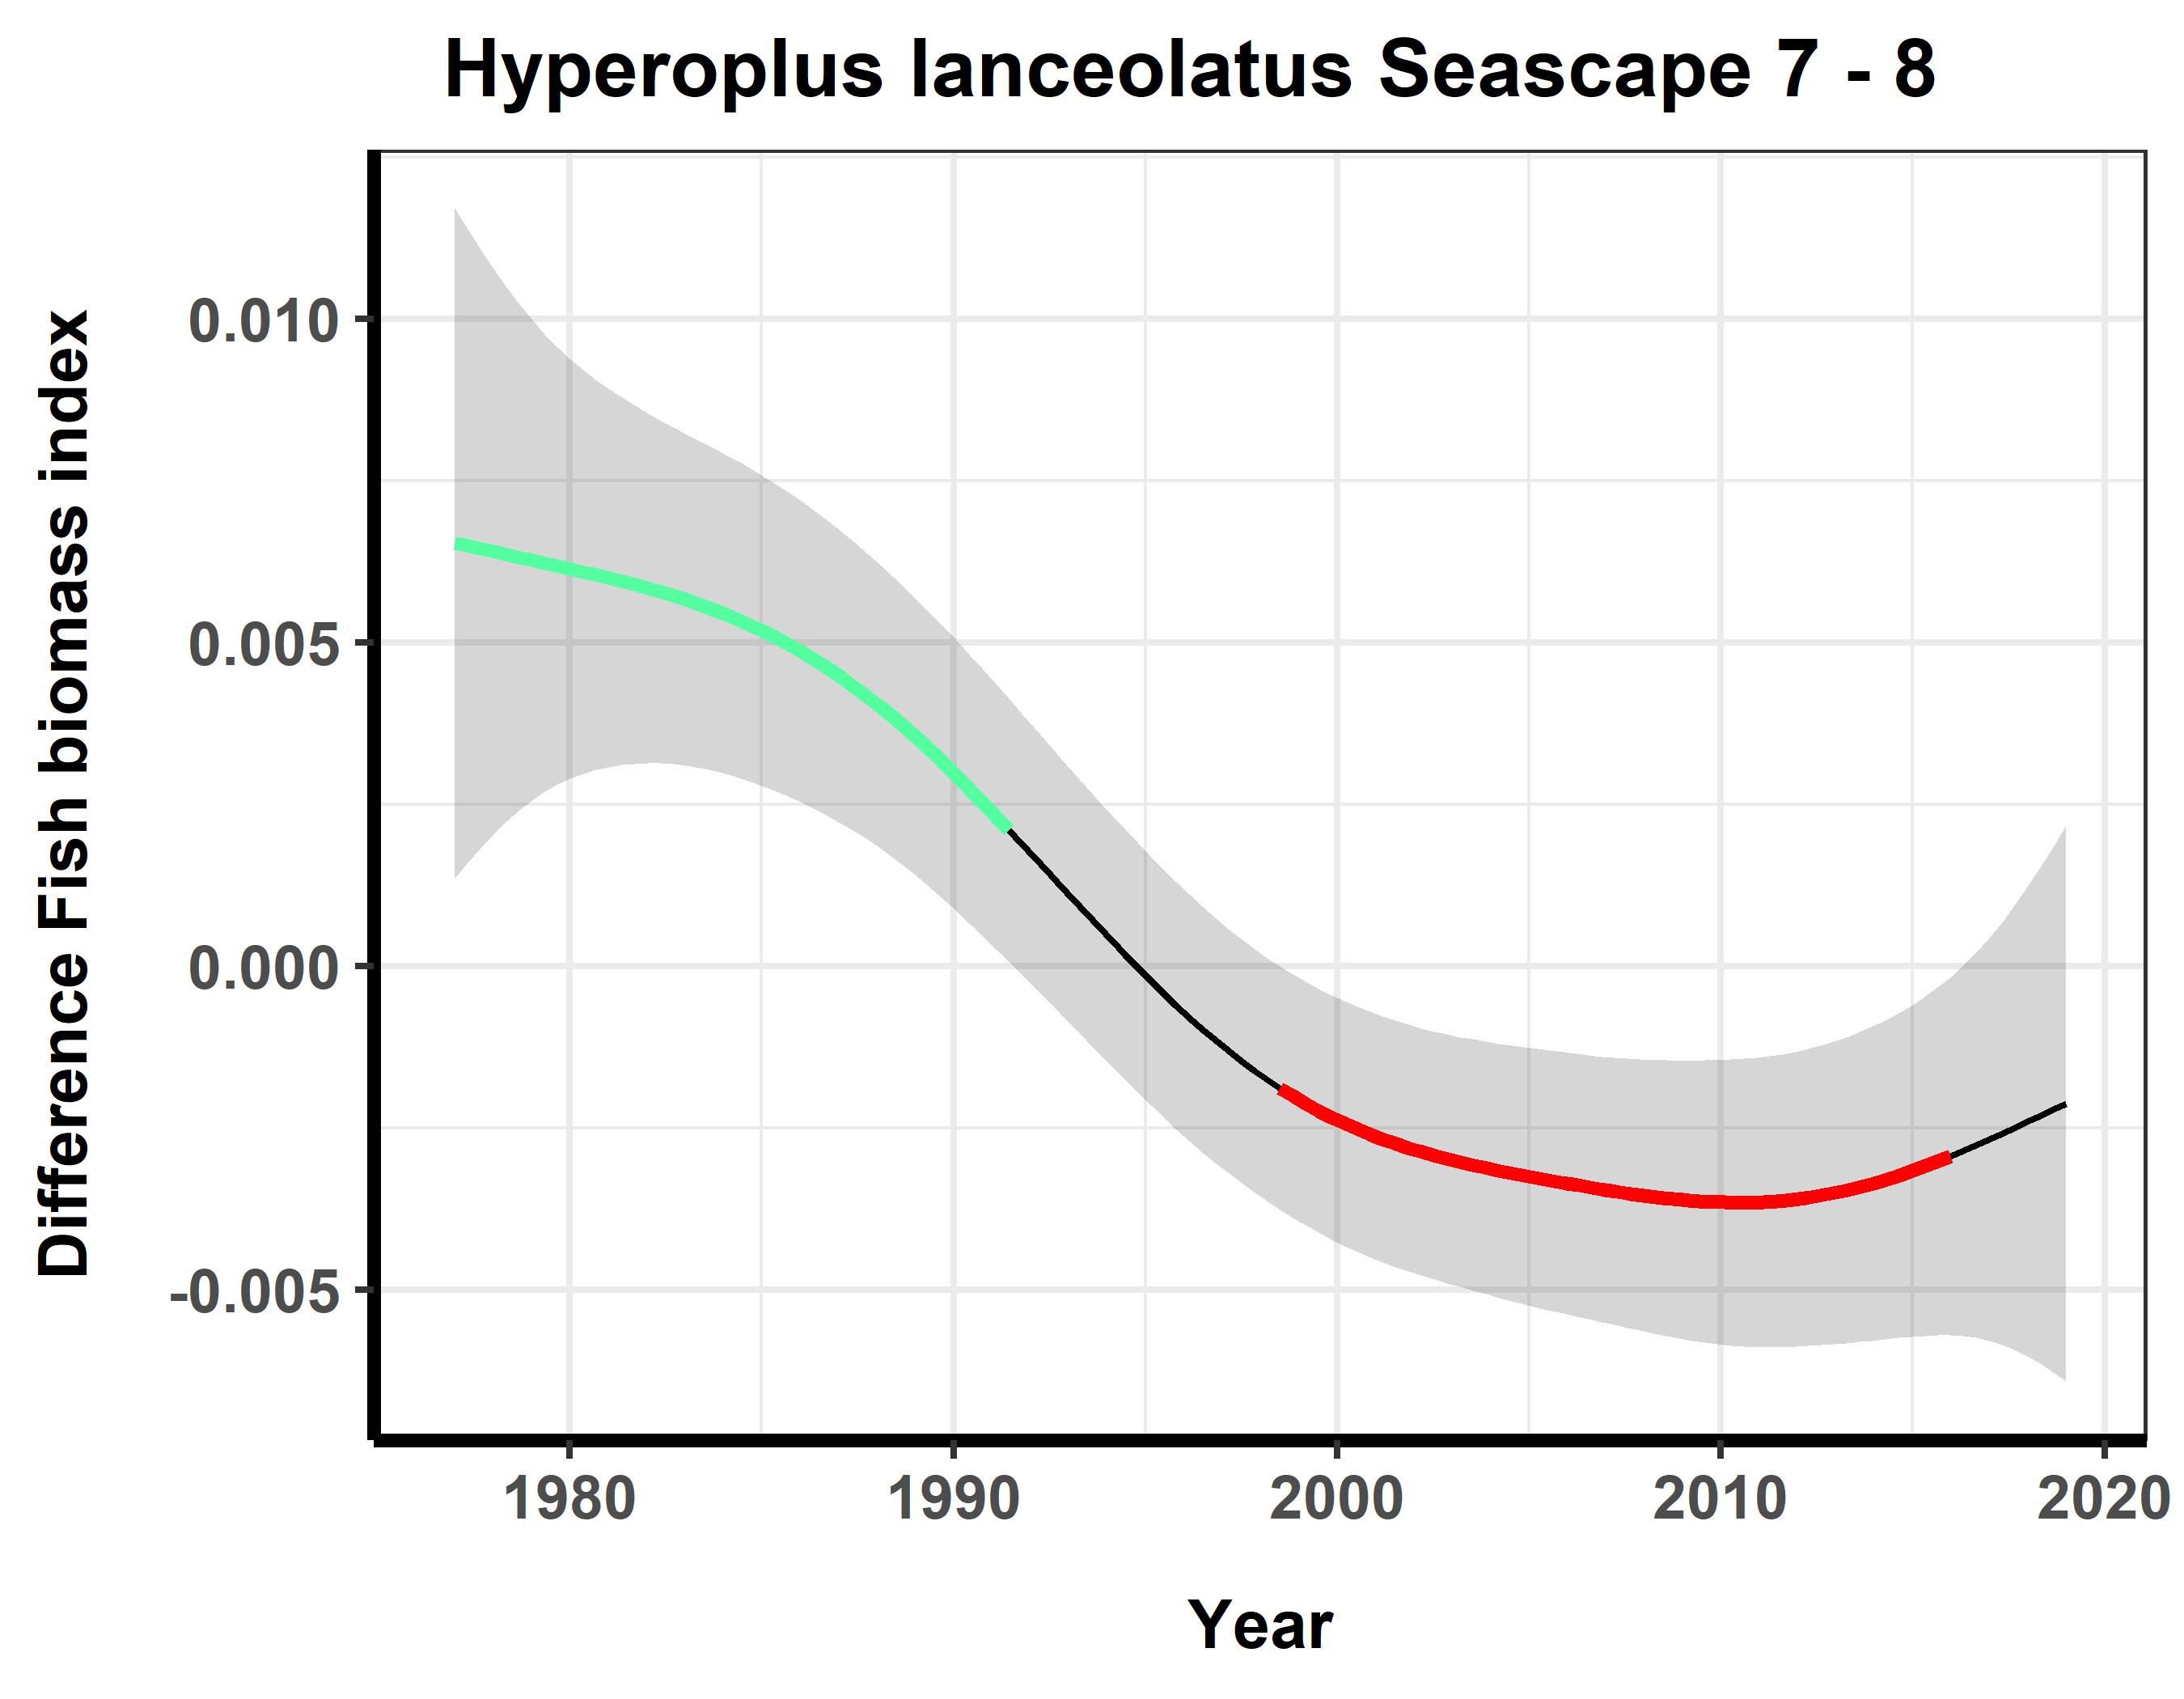 Hyperoplus lanceolatus Seascape 7 - 8
Difference Fish biomass index
0.010
0.005
0.000
-0.005
1980 1990 2000 2010 2020
Year